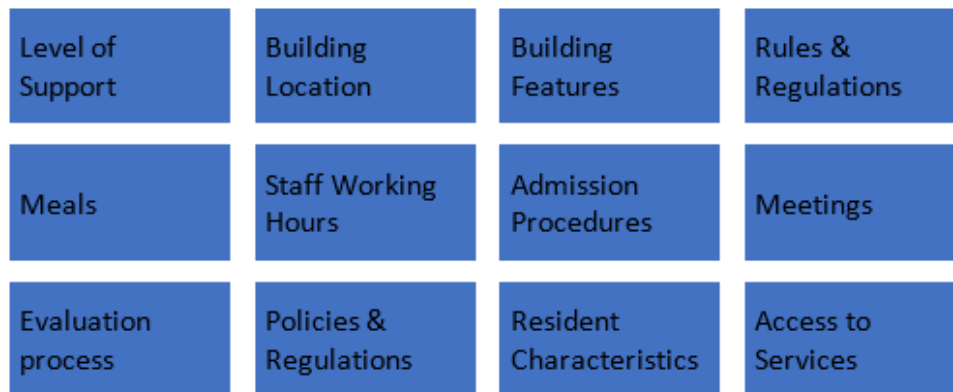 Level of
Support
Building
Location
Building
Features
Rules &
Regulations
Meals
Staff Working
Hours
Admission
Procedures
Meetings
Evaluation
process
Policies &
Regulations
Resident
Characteristics
Access to
Services